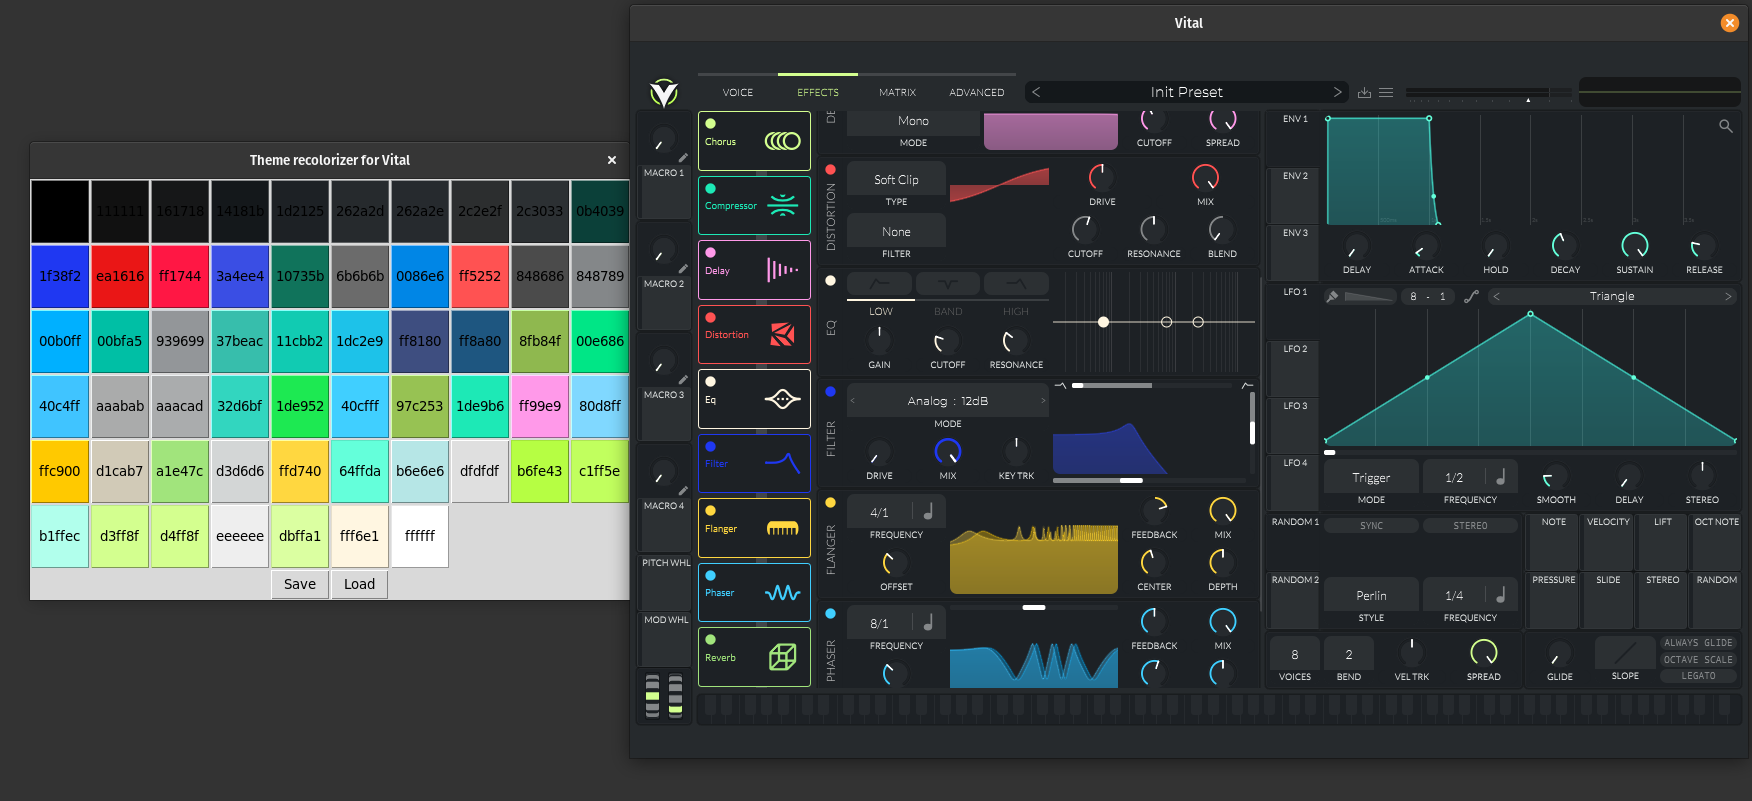 Theme recolorizer for Vital
111111 161718 14181b 1d2125 262a2d 262a2e 2c2e2f 2c3033 0b4039
1f38f2 ea1616 ff1744 3a4ee4 10735b 6b6b6b 0086e6 ff5252 848686 848789
00b0ff 00bfa5 939699 37beac 11cbb2 1dc2e9 ff8180 ff8a80 8fb84f 00e686
40c4ff aaabab aaacad 32d6bf 1de952 40cfff 97c253 1de9b6 ff99e9 80d8ff
ffc900 d1cab7 a1e47c d3d6d6 ffd740 64ffda b6e6e6 dfdfdf b6fe43 c1ff5e
b1ffec d3ff8f d4ff8f eeeeee dbffa1 fff6e1 ffffff
Save Load
Vital
VOICE EFFECTS MATRIX ADVANCED
Init Preset
MACRO 1
MACRO 2
MACRO 3
MACRO 4
PITCH WHL
MOD WHL
Chorus
Compressor
Delay
Distortion
Eq
Filter
Flanger
Phaser
Reverb
DE
Mono
MODE CUTOFF SPREAD
DISTORTION
Soft Clip
TYPE DRIVE MIX
None
FILTER CUTOFF RESONANCE BLEND
EQ
LOW BAND HIGH
GAIN CUTOFF RESONANCE
FILTER
Analog : 12dB
MODE
DRIVE MIX KEY TRK
FLANGER
4/1
FREQUENCY FEEDBACK MIX
OFFSET CENTER DEPTH
PHASER
8/1
FREQUENCY FEEDBACK MIX
ENV 1
ENV 2
ENV 3
DELAY ATTACK HOLD DECAY SUSTAIN RELEASE
LFO 1
LFO 2
LFO 3
LFO 4
8 - 1 Triangle
Trigger 1/2
MODE FREQUENCY SMOOTH DELAY STEREO
RANDOM 1 SYNC STEREO
RANDOM 2
Perlin 1/4
STYLE FREQUENCY
NOTE VELOCITY LIFT OCT NOTE
PRESSURE SLIDE STEREO RANDOM
8 2
VOICES BEND VEL TRK SPREAD GLIDE SLOPE
ALWAYS GLIDE
OCTAVE SCALE
LEGATO